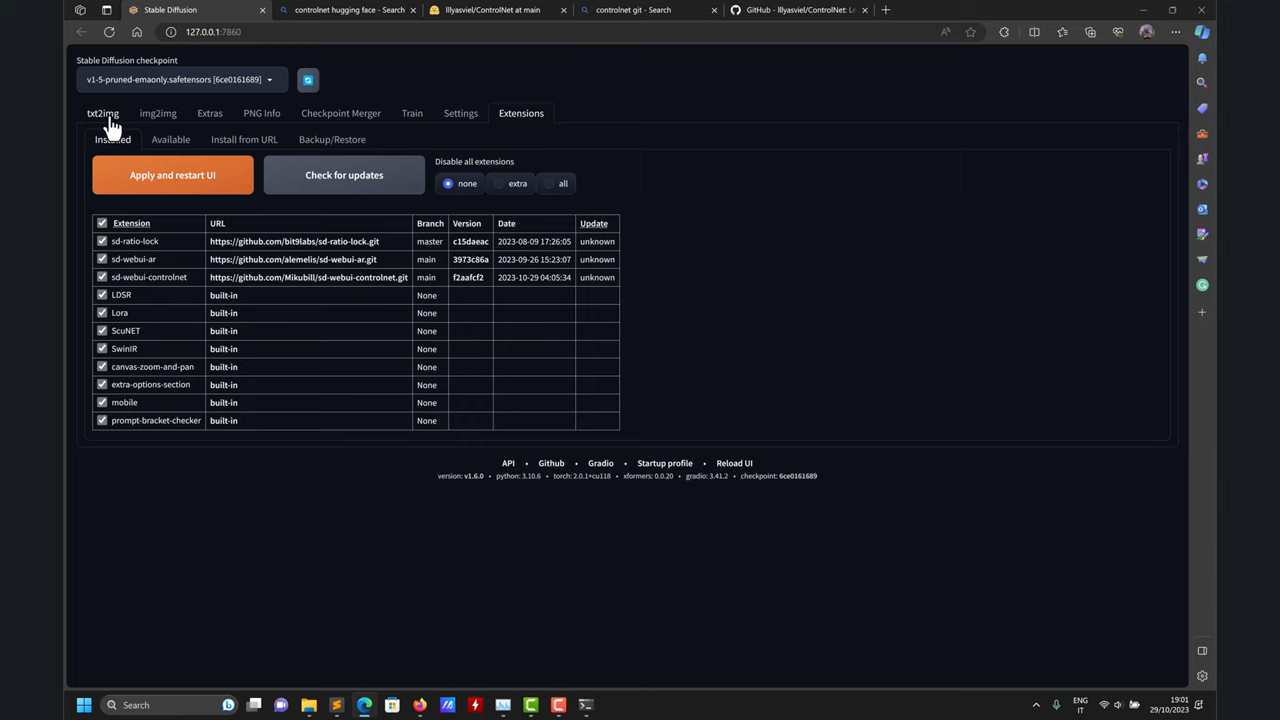 Stable Diffusion
controlnet hugging face - Search
lllyasviel/ControlNet at main
controlnet git - Search
GitHub - lllyasviel/ControlNet: Le
127.0.0.1:7860
Stable Diffusion checkpoint
v1-5-pruned-emaonly.safetensors [6ce0161689]
txt2img img2img Extras PNG Info Checkpoint Merger Train Settings Extensions
Installed Available Install from URL Backup/Restore
Apply and restart UI
Check for updates
Disable all extensions
none extra all
Extension URL Branch Version Date Update
sd-ratio-lock https://github.com/bit9labs/sd-ratio-lock.git master c15daeac 2023-08-09 17:26:05 unknown
sd-webui-ar https://github.com/alemelis/sd-webui-ar.git main 3973c86a 2023-09-26 15:23:07 unknown
sd-webui-controlnet https://github.com/Mikubill/sd-webui-controlnet.git main f2aafcf2 2023-10-29 04:05:34 unknown
LDSR built-in None
Lora built-in None
ScuNET built-in None
SwinIR built-in None
canvas-zoom-and-pan built-in None
extra-options-section built-in None
mobile built-in None
prompt-bracket-checker built-in None
API • Github • Gradio • Startup profile • Reload UI
version: v1.6.0 • python: 3.10.6 • torch: 2.0.1+cu118 • xformers: 0.0.20 • gradio: 3.41.2 • checkpoint: 6ce0161689
Search
ENG
IT
19:01
29/10/2023